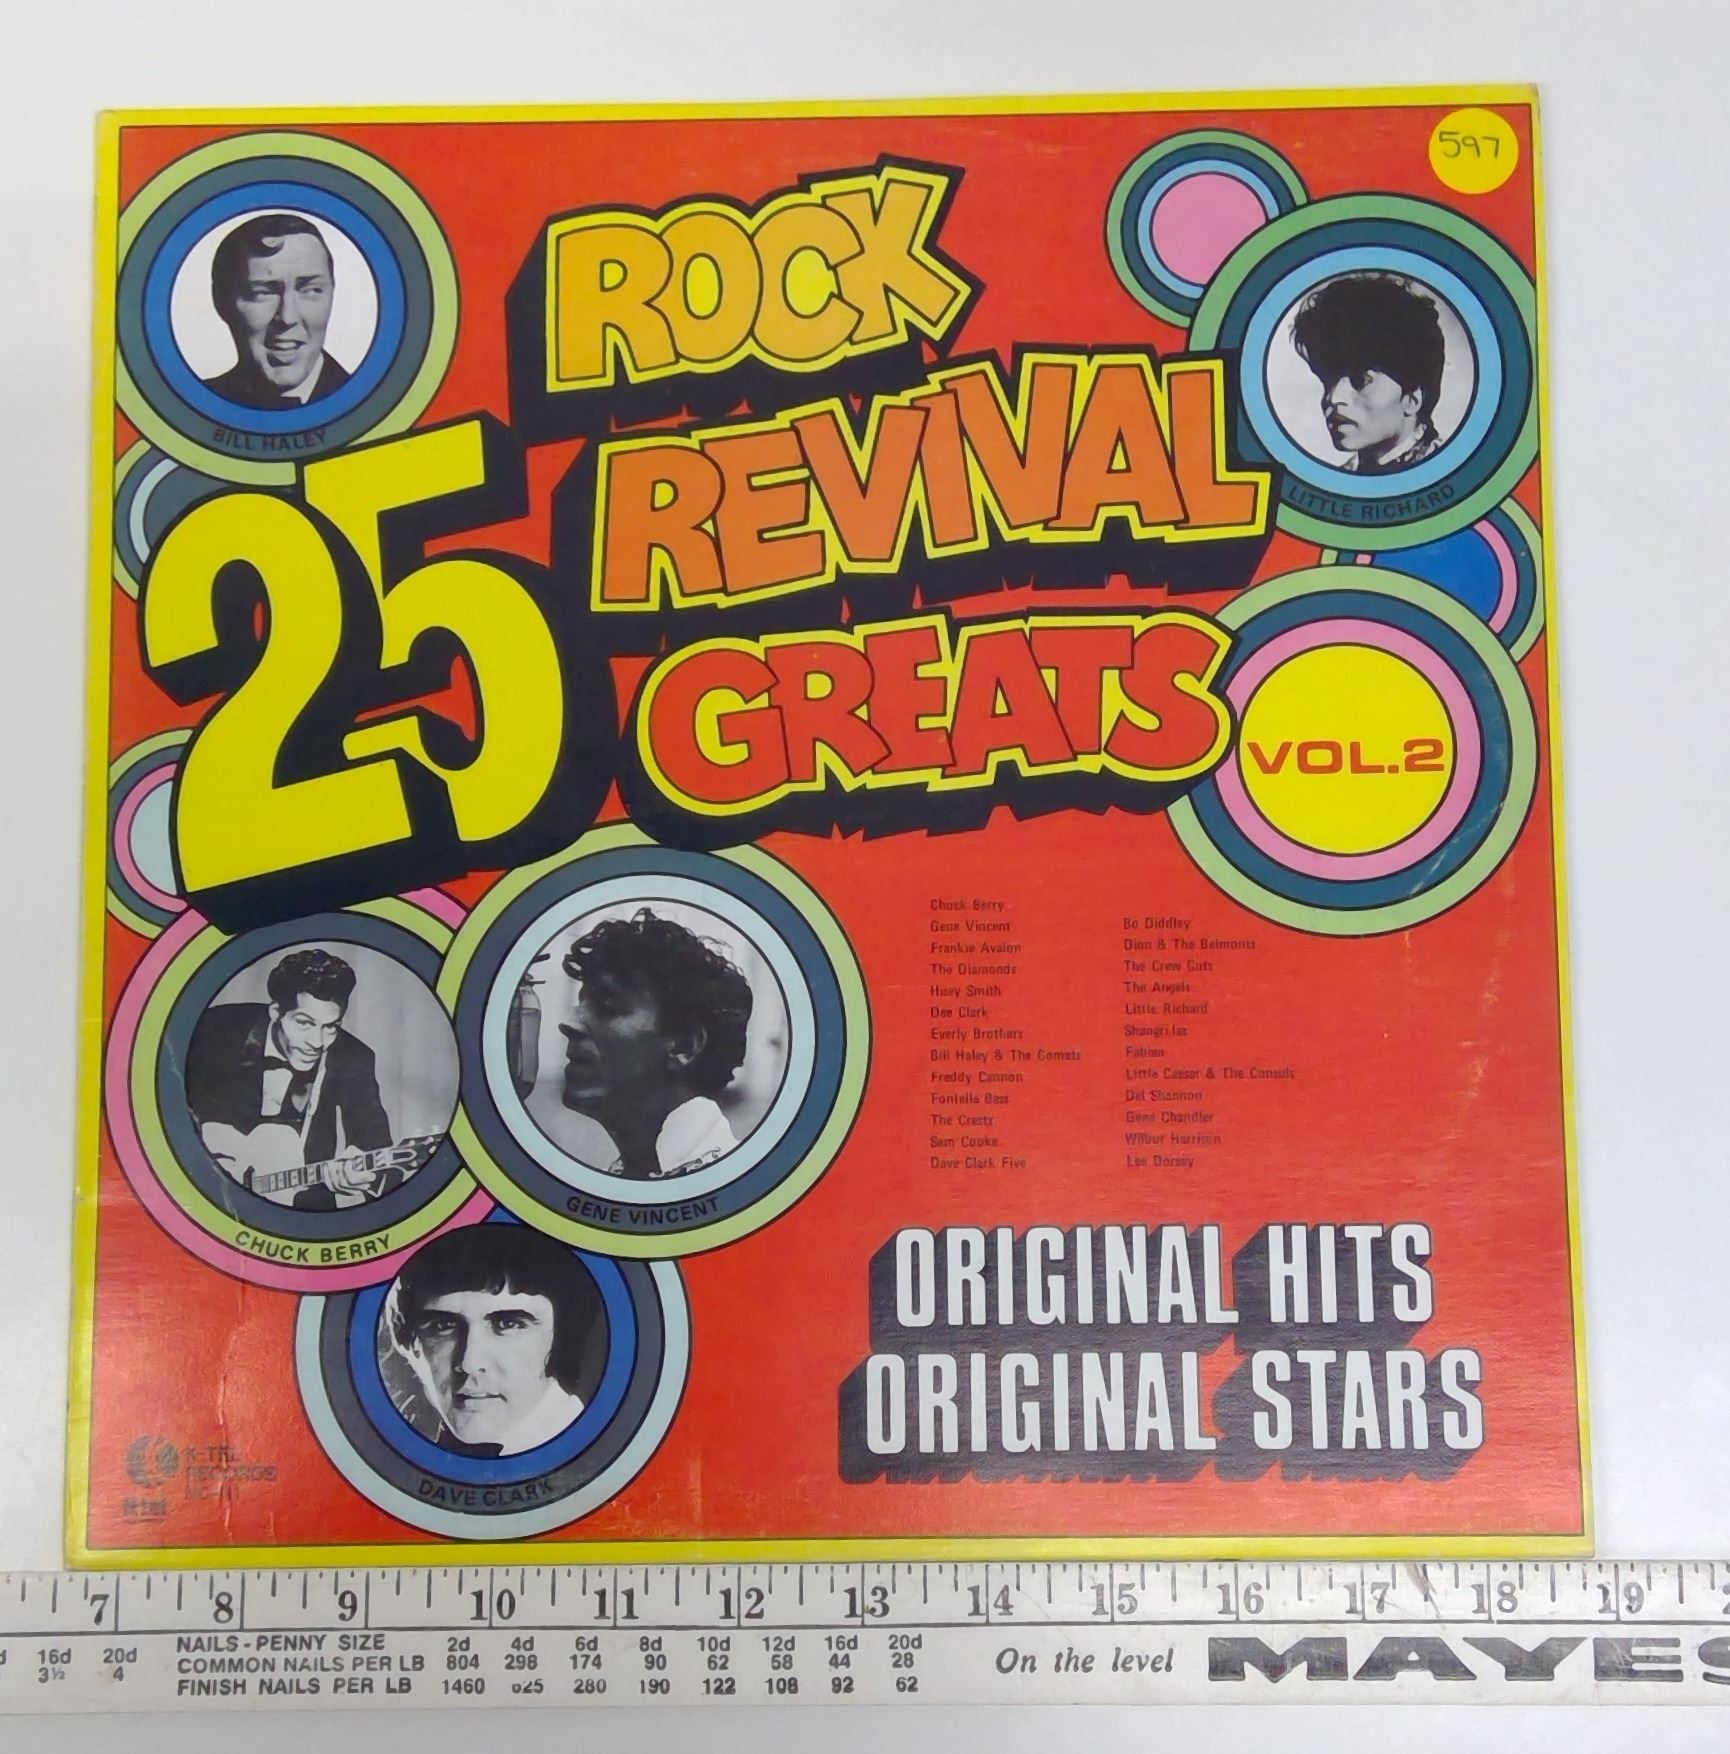 597
ROCK
REVIVAL
GREATS
25
VOL.2
BILL HALEY
LITTLE RICHARD
CHUCK BERRY
GENE VINCENT
DAVE CLARK
Chuck Berry
Gene Vincent
Frankie Avalon
The Diamonds
Huey Smith
Dee Clark
Everly Brothers
Bill Haley & The Comets
Freddy Cannon
Fontella Bass
The Crests
Sam Cooke
Dave Clark Five
Bo Diddley
Dion & The Belmonts
The Crew Cuts
The Angels
Little Richard
Shangri-las
Fabian
Little Caesar & The Consuls
Del Shannon
Gene Chandler
Wilbur Harrison
Lee Dorsey
ORIGINAL HITS
ORIGINAL STARS
K-TEL
RECORDS
7 8 9 10 11 12 13 14 15 16 17 18 19
16d 20d
3½ 4
NAILS - PENNY SIZE 2d 4d 6d 8d 10d 12d 16d 20d
COMMON NAILS PER LB 804 298 174 90 62 58 44 28
FINISH NAILS PER LB 1460 625 280 190 122 108 92 62
On the level MAYES